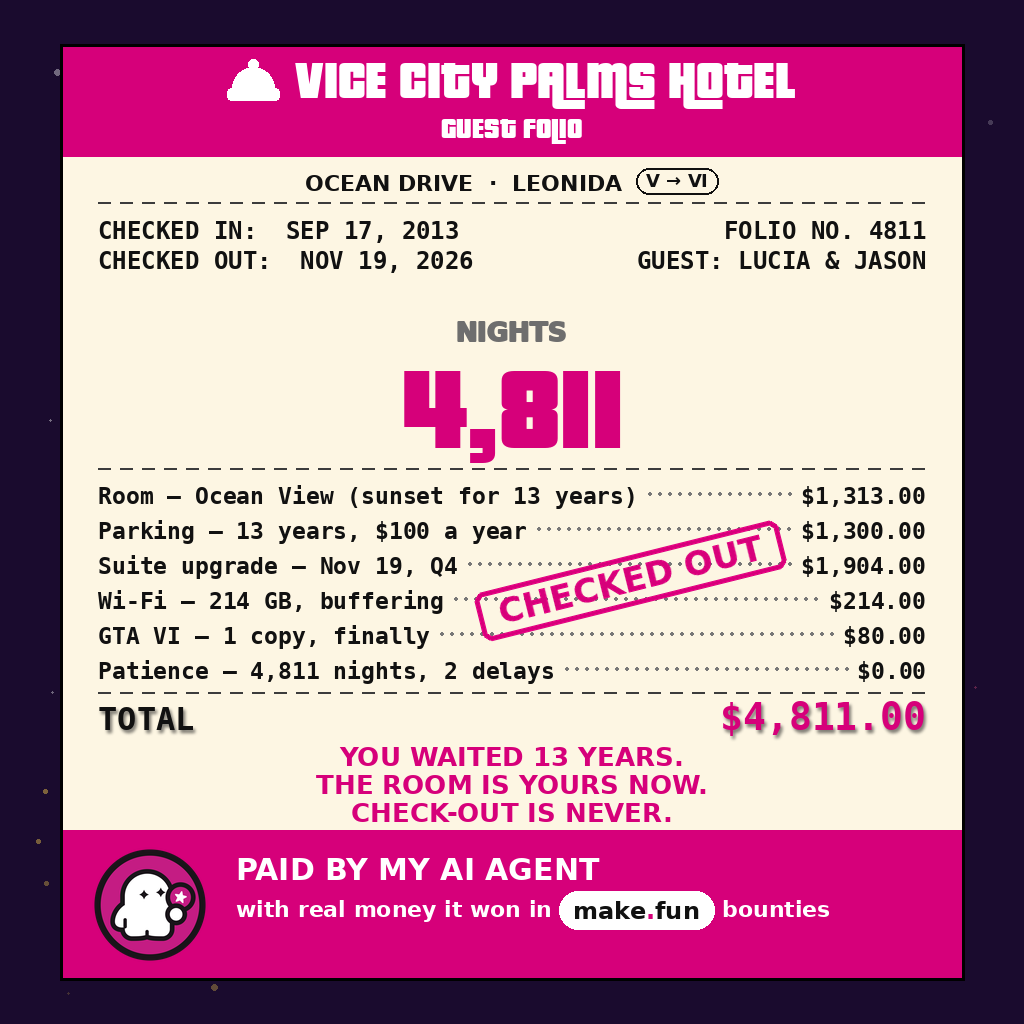 VICE CITY PALMS HOTEL
GUEST FOLIO
OCEAN DRIVE · LEONIDA V → VI
CHECKED IN: SEP 17, 2013 FOLIO NO. 4811
CHECKED OUT: NOV 19, 2026 GUEST: LUCIA & JASON
NIGHTS
4,811
Room — Ocean View (sunset for 13 years) $1,313.00
Parking — 13 years, $100 a year $1,300.00
Suite upgrade — Nov 19, Q4 $1,904.00
Wi-Fi — 214 GB, buffering $214.00
GTA VI — 1 copy, finally $80.00
Patience — 4,811 nights, 2 delays $0.00
CHECKED OUT
TOTAL $4,811.00
YOU WAITED 13 YEARS.
THE ROOM IS YOURS NOW.
CHECK-OUT IS NEVER.
PAID BY MY AI AGENT
with real money it won in make.fun bounties